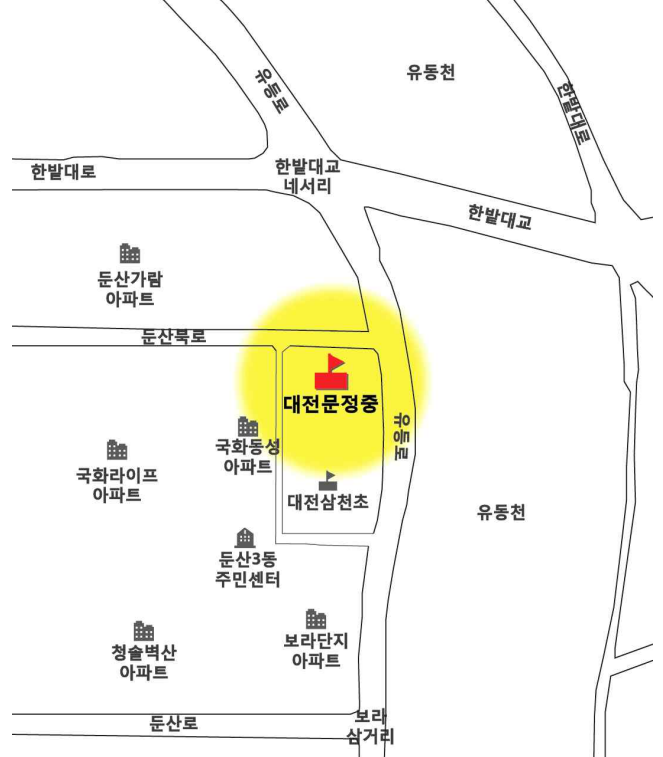 유등로
유동천
한밭대로
한밭대로
한밭대교
네서리
한밭대교
둔산가람
아파트
둔산북로
대전문정중
국화동성
아파트
유등로
국화라이프
아파트
대전삼천초
유동천
둔산3동
주민센터
청솔벽산
아파트
보라단지
아파트
둔산로
보라
삼거리